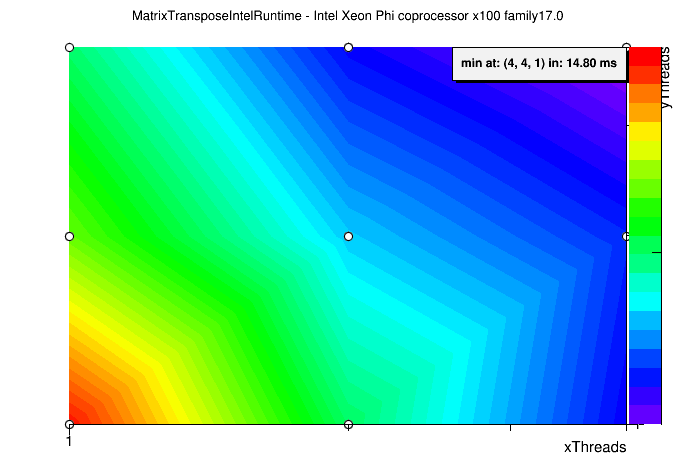 MatrixTransposeIntelRuntime - Intel Xeon Phi coprocessor x100 family17.0
min at: (4, 4, 1) in: 14.80 ms
yThreads
1
xThreads